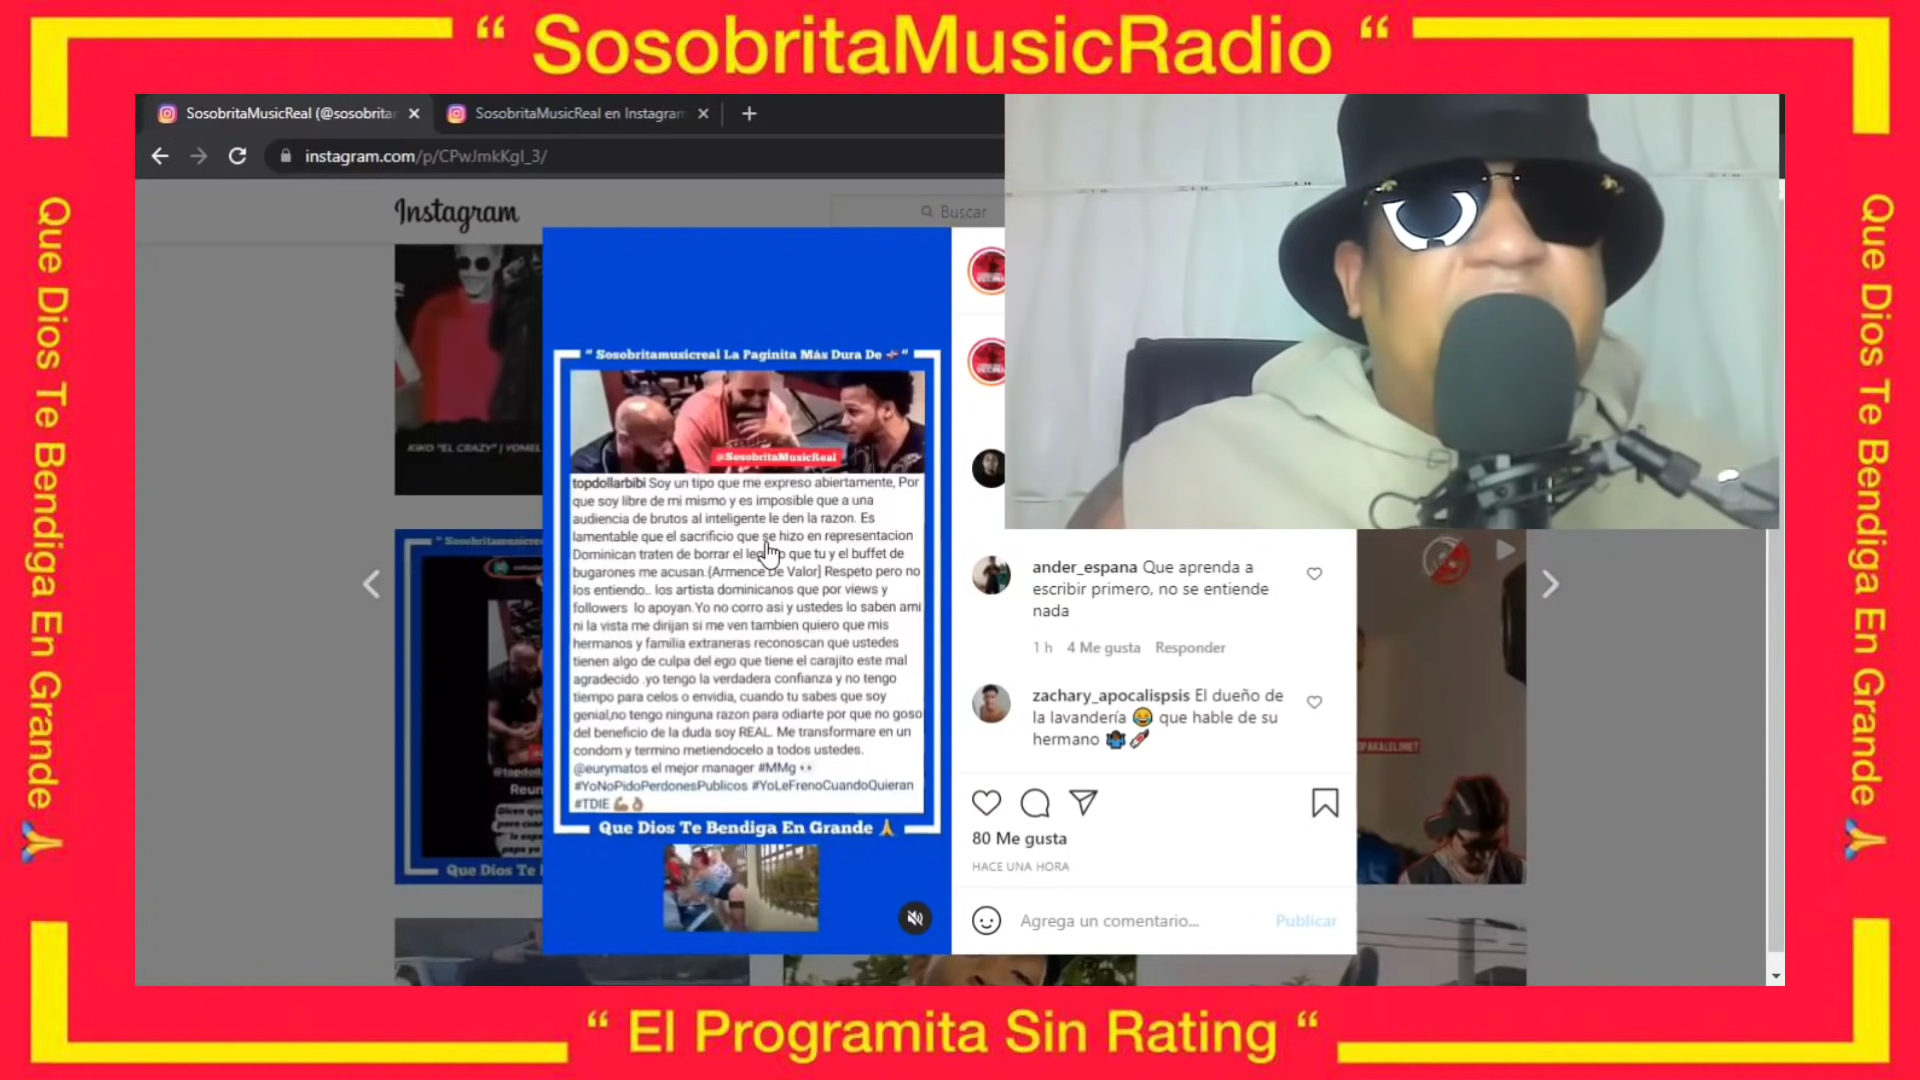 “ SosobritaMusicRadio “
SosobritaMusicReal (@sosobrita
SosobritaMusicReal en Instagram
instagram.com/p/CPwJmkKgI_3/
Instagram
Buscar
KIKO "EL CRAZY" | YOMEL
“ Sosobritamusicreal La Paginita Más Dura De 🇩🇴 “
@SosobritaMusicReal
topdollarbibi Soy un tipo que me expreso abiertamente, Por
que soy libre de mi mismo y es imposible que a una
audiencia de brutos al inteligente le den la razon. Es
lamentable que el sacrificio que se hizo en representacion
Dominican traten de borrar el que tu y el buffet de
bugarones me acusan.{Armence De Valor] Respeto pero no
los entiendo.. los artista dominicanos que por views y
followers lo apoyan.Yo no corro asi y ustedes lo saben ami
ni la vista me dirijan si me ven tambien quiero que mis
hermanos y familia extraneras reconoscan que ustedes
tienen algo de culpa del ego que tiene el carajito este mal
agradecido .yo tengo la verdadera confianza y no tengo
tiempo para celos o envidia, cuando tu sabes que soy
genial,no tengo ninguna razon para odiarte por que no goso
del beneficio de la duda soy REAL. Me transformare en un
condom y termino metiendocelo a todos ustedes.
@eurymatos el mejor manager #MMg 👀
#YoNoPidoPerdonesPublicos #YoLeFrenoCuandoQuieran
#TDIE 💪🏽👌🏽
Que Dios Te Bendiga En Grande 🙏
ander_espana Que aprenda a
escribir primero, no se entiende
nada
1 h 4 Me gusta Responder
zachary_apocalispsis El dueño de
la lavandería 😂 que hable de su
hermano 🤷🏿‍♂️ 🚀
80 Me gusta
HACE UNA HORA
Agrega un comentario...
Publicar
@topdoll
Reun
Que Dios Te
Que Dios Te Bendiga En Grande 🙏
Que Dios Te Bendiga En Grande 🙏
“ El Programita Sin Rating “